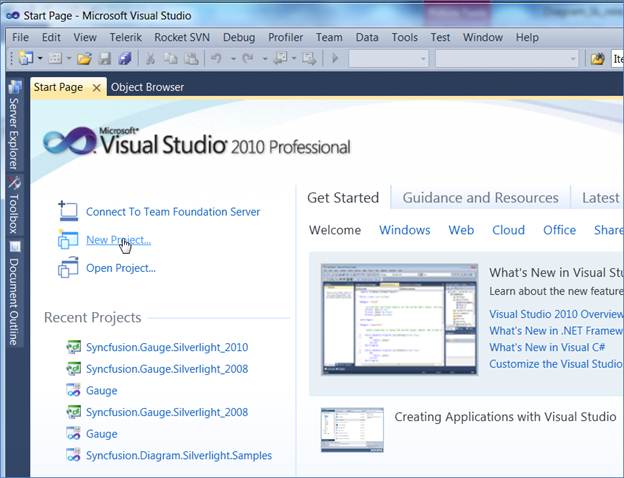 Start Page - Microsoft Visual Studio
File Edit View Telerik Rocket SVN Debug Profiler Team Data Tools Test Window Help
Start Page Object Browser
Server Explorer
Toolbox
Document Outline
Microsoft®
Visual Studio® 2010 Professional
Connect To Team Foundation Server
New Project...
Open Project...
Recent Projects
Syncfusion.Gauge.Silverlight_2010
Syncfusion.Gauge.Silverlight_2008
Gauge
Syncfusion.Gauge.Silverlight_2008
Gauge
Syncfusion.Diagram.Silverlight.Samples
Get Started Guidance and Resources Latest
Welcome Windows Web Cloud Office Share
What's New in Visual Stu
Learn about the new feature
Visual Studio 2010 Overview
What's New in .NET Framew
What's New in Visual C#
Customize the Visual Studio
Creating Applications with Visual Studio